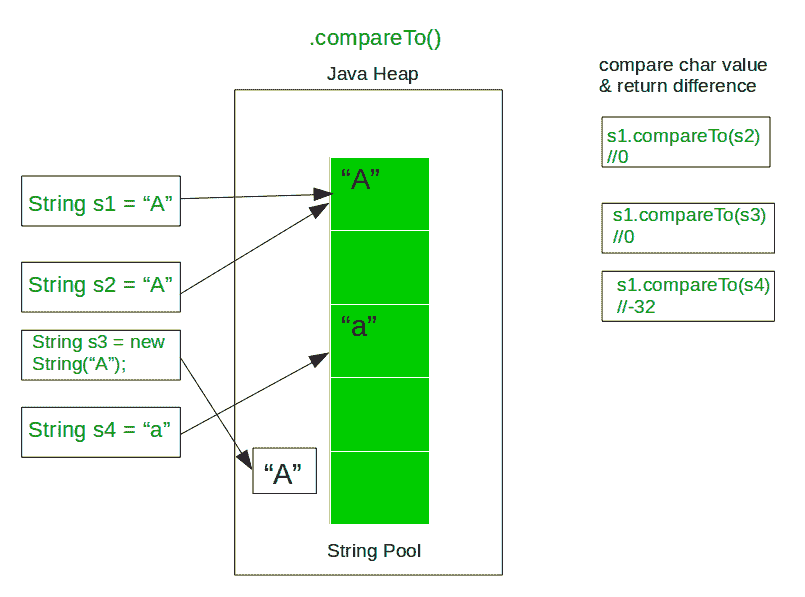 .compareTo()
Java Heap
compare char value
& return difference
String s1 = “A”
String s2 = “A”
String s3 = new
String(“A”);
String s4 = “a”
“A”
“a”
“A”
String Pool
s1.compareTo(s2)
//0
s1.compareTo(s3)
//0
s1.compareTo(s4)
//-32